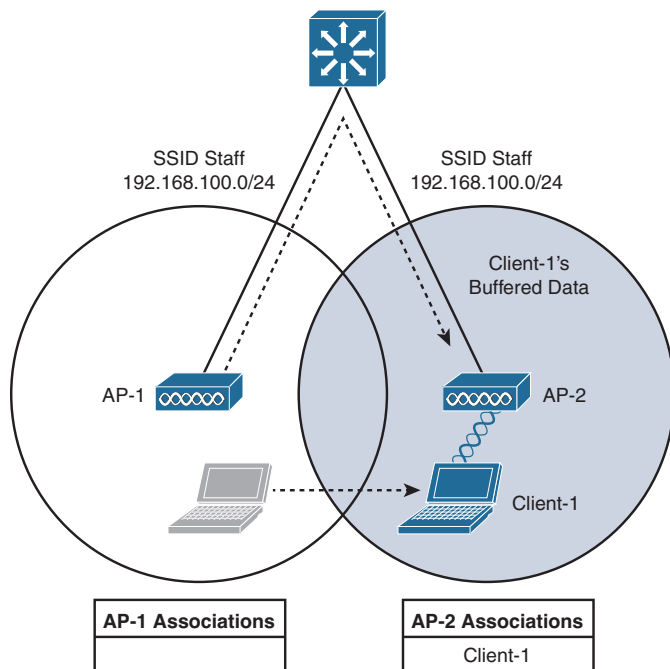 SSID Staff
192.168.100.0/24
SSID Staff
192.168.100.0/24
Client-1's
Buffered Data
AP-1
AP-2
Client-1
AP-1 Associations
AP-2 Associations
Client-1